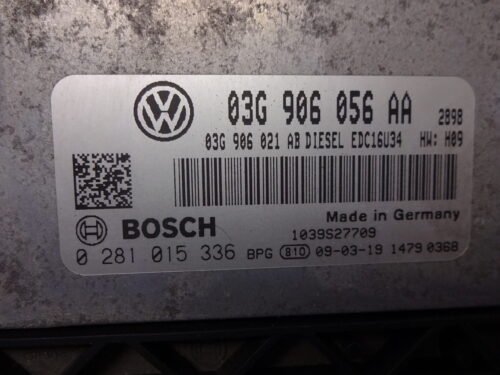 03G 906 056 AA 2898
03G 906 021 AB DIESEL EDC16U34 HW: H09
Made in Germany
BOSCH 1039S27709
0 281 015 336 BPG 810 09-03-19 1479 0368